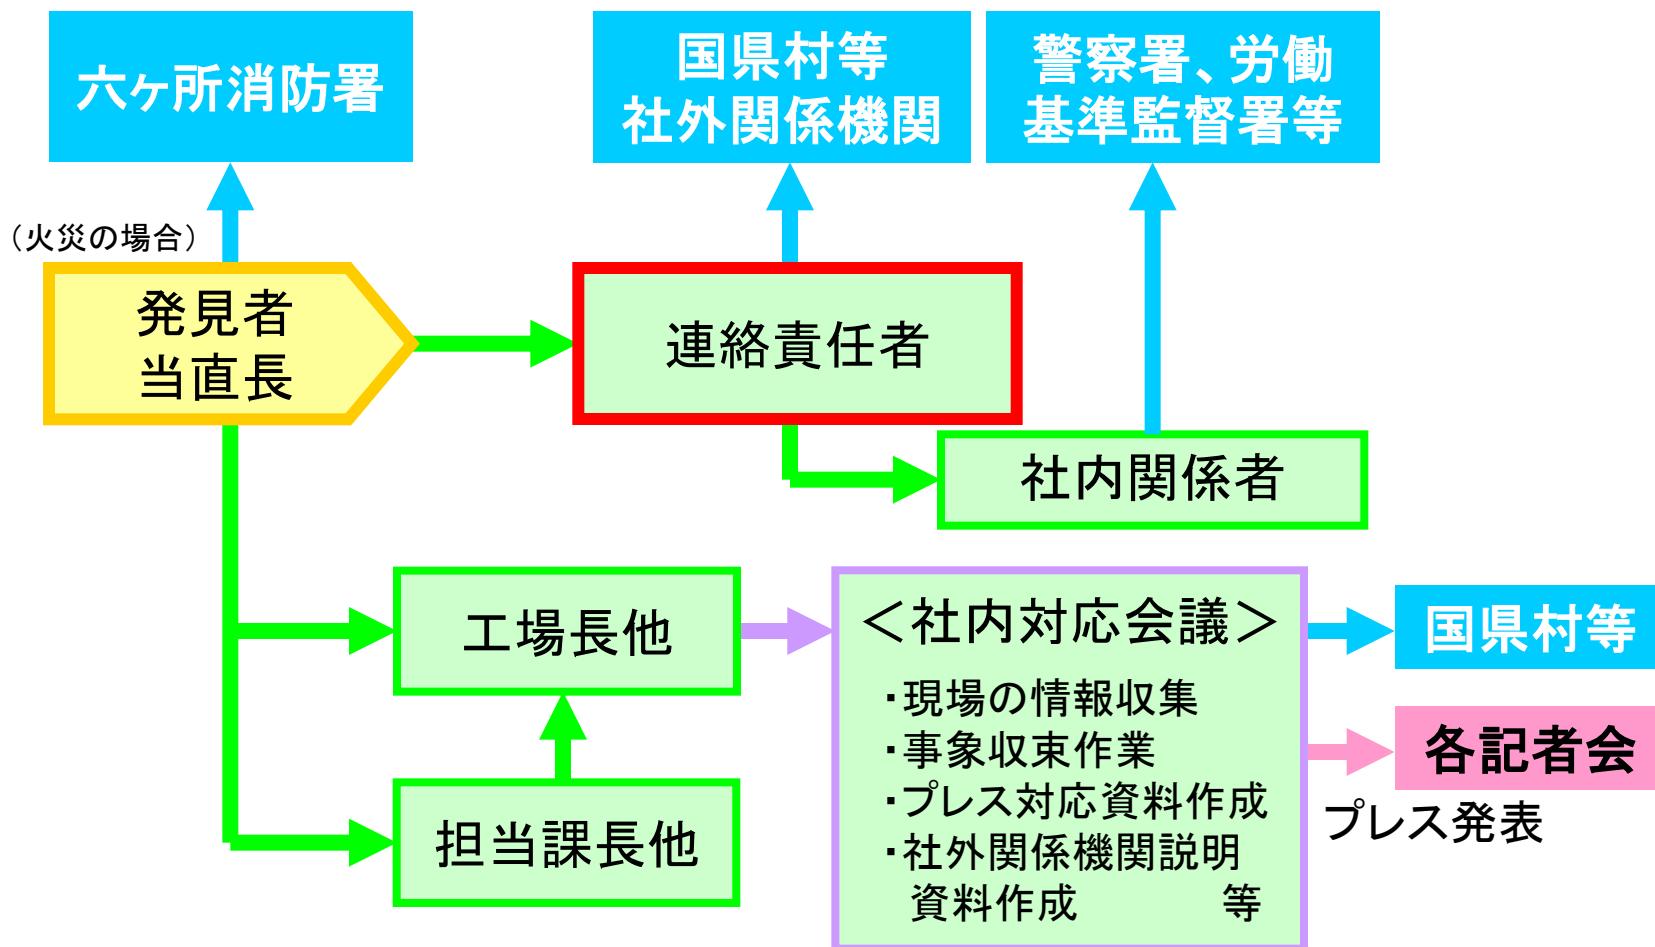 六ヶ所消防署
国県村等
社外関係機関
警察署、労働
基準監督署等
（火災の場合）
発見者
当直長
連絡責任者
社内関係者
工場長他
担当課長他
＜社内対応会議＞
・現場の情報収集
・事象収束作業
・プレス対応資料作成
・社外関係機関説明
資料作成　　　等
国県村等
各記者会
プレス発表